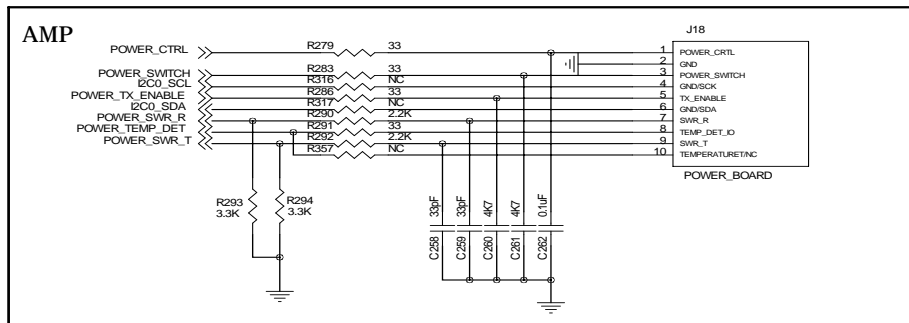 AMP
J18
POWER_CTRL R279 33 1 POWER_CRTL
2 GND
POWER_SWITCH R283 33 3 POWER_SWITCH
I2C0_SCL R316 NC 4 GND/SCK
POWER_TX_ENABLE R286 33 5 TX_ENABLE
I2C0_SDA R317 NC 6 GND/SDA
POWER_SWR_R R290 2.2K 7 SWR_R
POWER_TEMP_DET R291 33 8 TEMP_DET_IO
POWER_SWR_T R292 2.2K 9 SWR_T
R357 NC 10 TEMPERATURET/NC
POWER_BOARD
R293 3.3K
R294 3.3K
33pF 33pF 4K7 4K7 0.1uF
C258 C259 C260 C261 C262